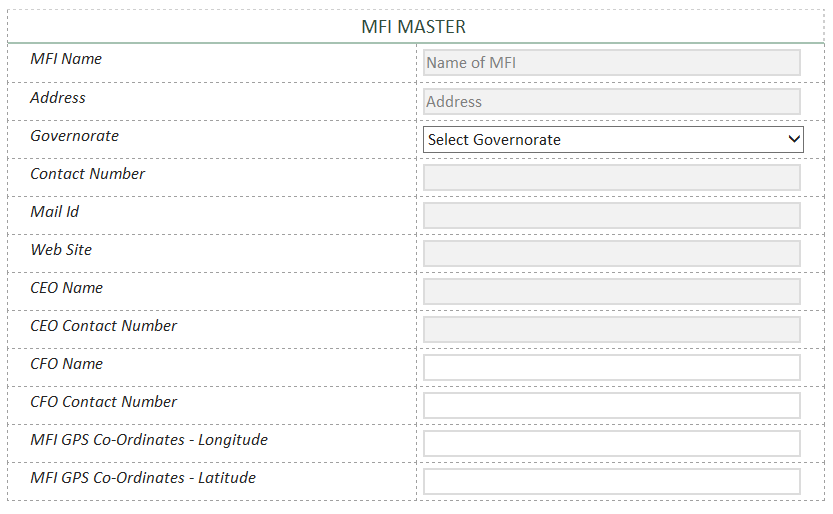 MFI MASTER
MFI Name
Name of MFI
Address
Address
Governorate
Select Governorate
Contact Number
Mail Id
Web Site
CEO Name
CEO Contact Number
CFO Name
CFO Contact Number
MFI GPS Co-Ordinates - Longitude
MFI GPS Co-Ordinates - Latitude